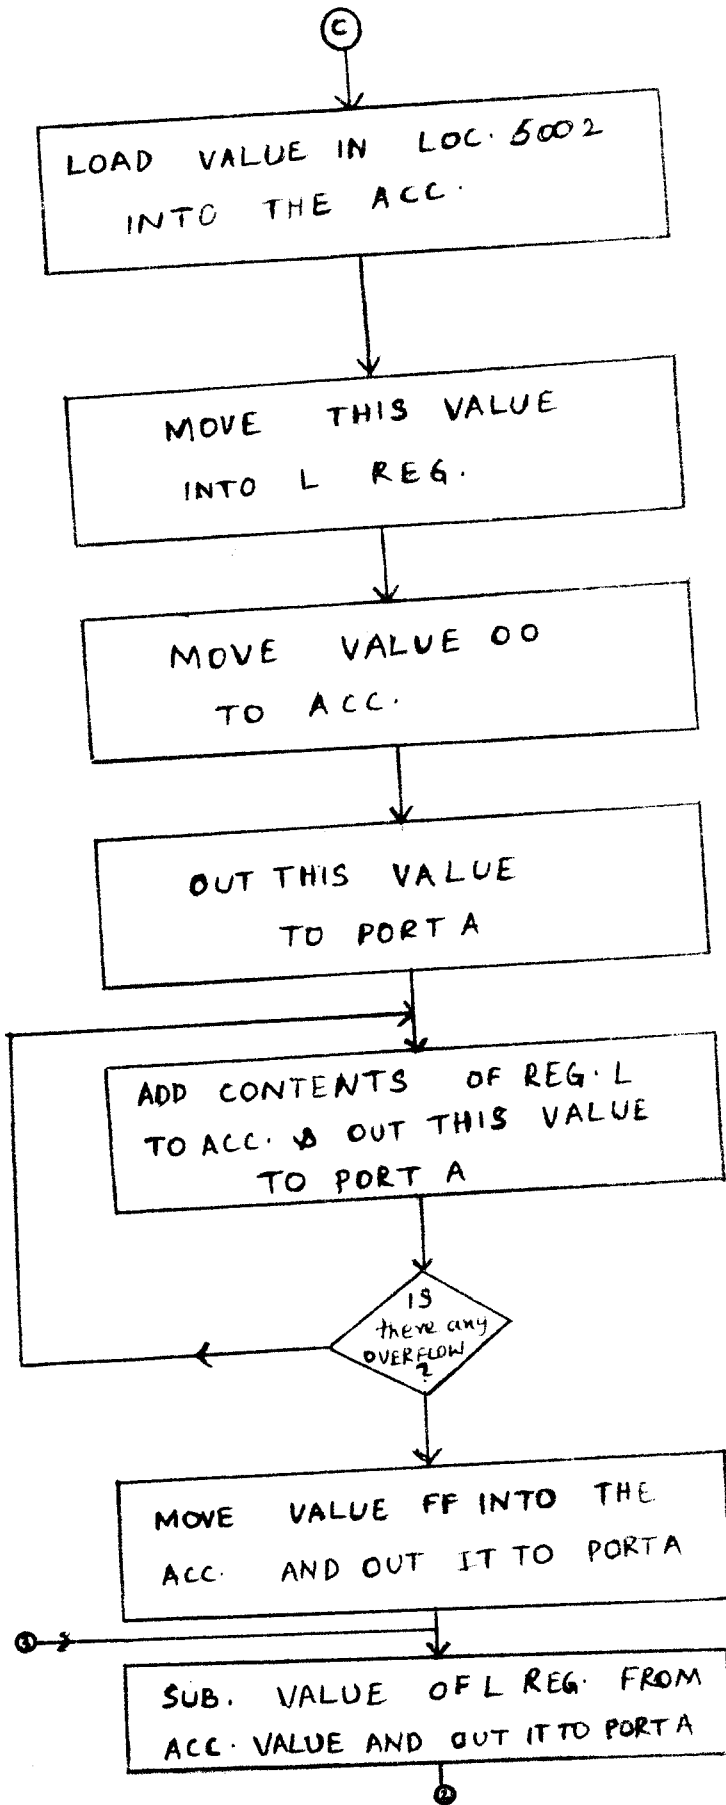 C
LOAD VALUE IN LOC. 5002
INTO THE ACC.
MOVE THIS VALUE
INTO L REG.
MOVE VALUE 00
TO ACC.
OUT THIS VALUE
TO PORT A
ADD CONTENTS OF REG. L
TO ACC. & OUT THIS VALUE
TO PORT A
IS
there any
OVERFLOW
?
MOVE VALUE FF INTO THE
ACC. AND OUT IT TO PORT A
SUB. VALUE OF L REG. FROM
ACC. VALUE AND OUT IT TO PORT A
2